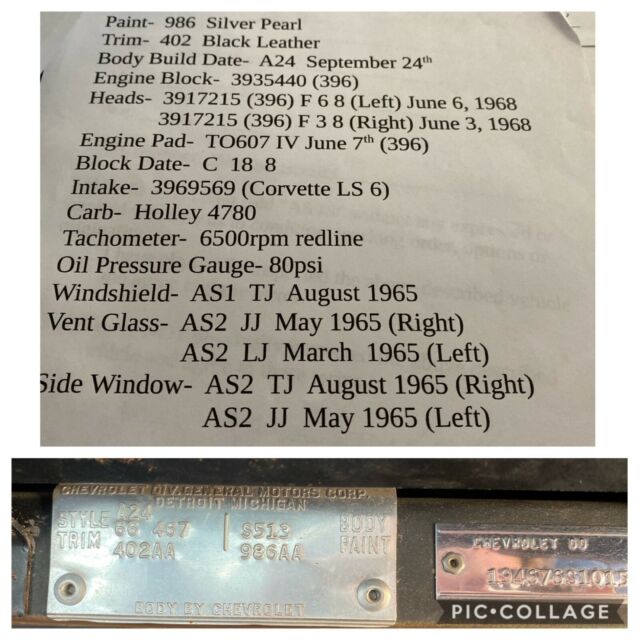 Paint- 986 Silver Pearl
Trim- 402 Black Leather
Body Build Date- A24 September 24th
Engine Block- 3935440 (396)
Heads- 3917215 (396) F 6 8 (Left) June 6, 1968
3917215 (396) F 3 8 (Right) June 3, 1968
Engine Pad- TO607 IV June 7th (396)
Block Date- C 18 8
Intake- 3969569 (Corvette LS 6)
Carb- Holley 4780
Tachometer- 6500rpm redline
Oil Pressure Gauge- 80psi
Windshield- AS1 TJ August 1965
Vent Glass- AS2 JJ May 1965 (Right)
AS2 LJ March 1965 (Left)
Side Window- AS2 TJ August 1965 (Right)
AS2 JJ May 1965 (Left)
CHEVROLET DIV. GENERAL MOTORS CORP.
DETROIT MICHIGAN
A24
STYLE 66 467 S513 BODY
TRIM 402AA 986AA PAINT
BODY BY CHEVROLET
CHEVROLET
PIC•COLLAGE